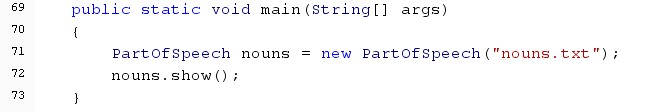 69 public static void main(String[] args)
70 {
71 PartOfSpeech nouns = new PartOfSpeech("nouns.txt");
72 nouns.show();
73 }